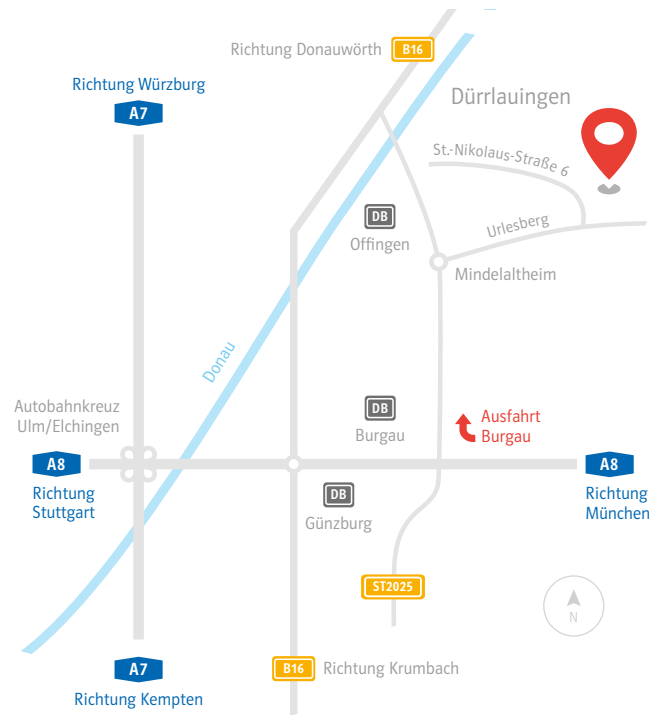 Richtung Donauwörth B16
Richtung Würzburg
A7
Dürrlauingen
St.-Nikolaus-Straße 6
DB
Offingen
Urlesberg
Mindelaltheim
Donau
Autobahnkreuz
Ulm/Elchingen
DB
Burgau
Ausfahrt
Burgau
A8
Richtung
Stuttgart
A8
Richtung
München
DB
Günzburg
ST2025
N
A7
Richtung Kempten
B16 Richtung Krumbach